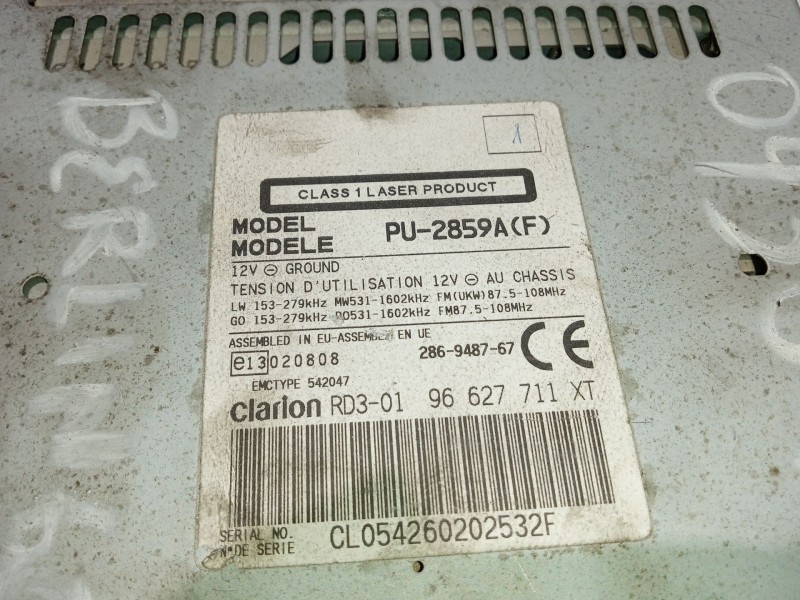 BERLING
0430
1
CLASS 1 LASER PRODUCT
MODEL
MODELE PU-2859A(F)
12V ⊖ GROUND
TENSION D'UTILISATION 12V ⊖ AU CHASSIS
LW 153-279kHz MW531-1602kHz FM(UKW)87.5-108MHz
GO 153-279kHz PO531-1602kHz FM87.5-108MHz
ASSEMBLED IN EU-ASSEMBLE EN UE
e13 020808 286-9487-67 CE
EMCTYPE 542047
clarion RD3-01 96 627 711 XT
SERIAL NO.
N° DE SERIE CL054260202532F